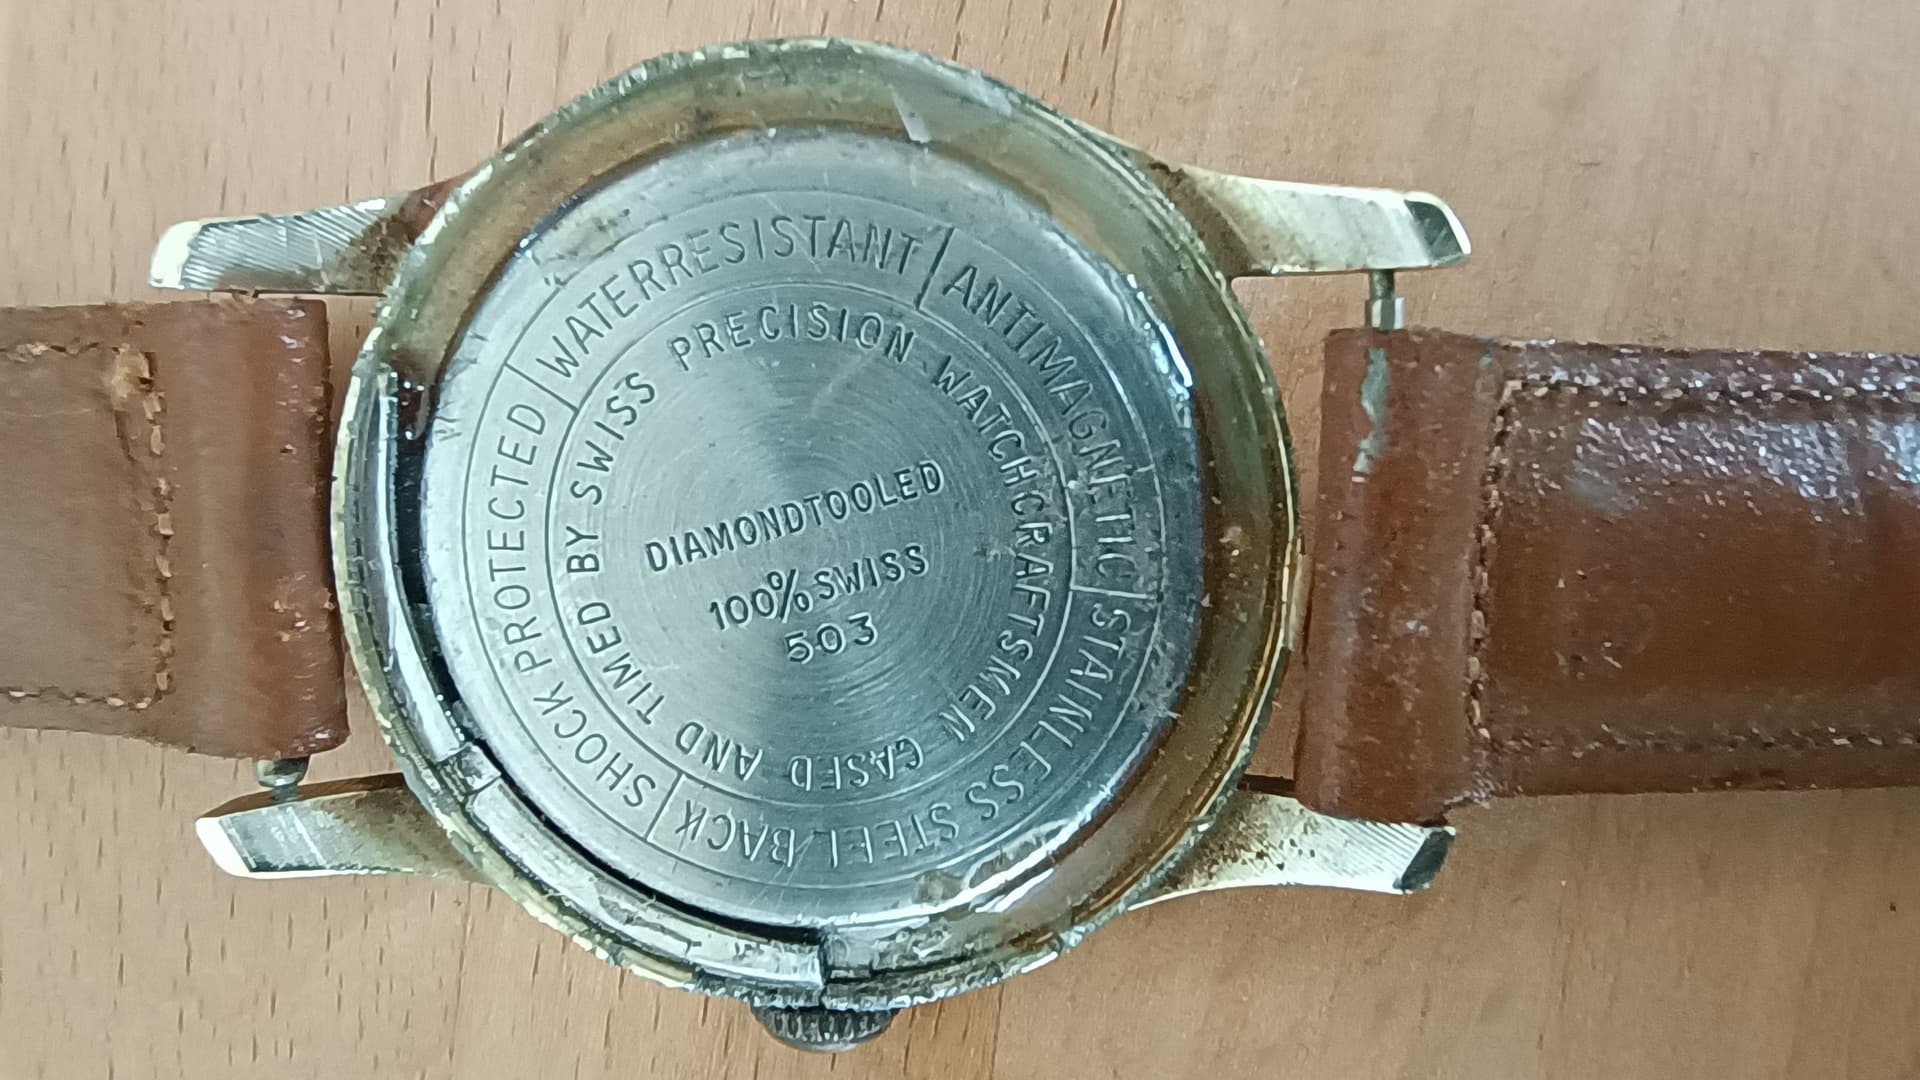 WATERRESISTANT
ANTIMAGNETIC
STAINLESS STEEL BACK
SHOCK PROTECTED
SWISS PRECISION WATCHCRAFTSMEN CASED AND TIMED BY
DIAMONDTOOLED
100% SWISS
503